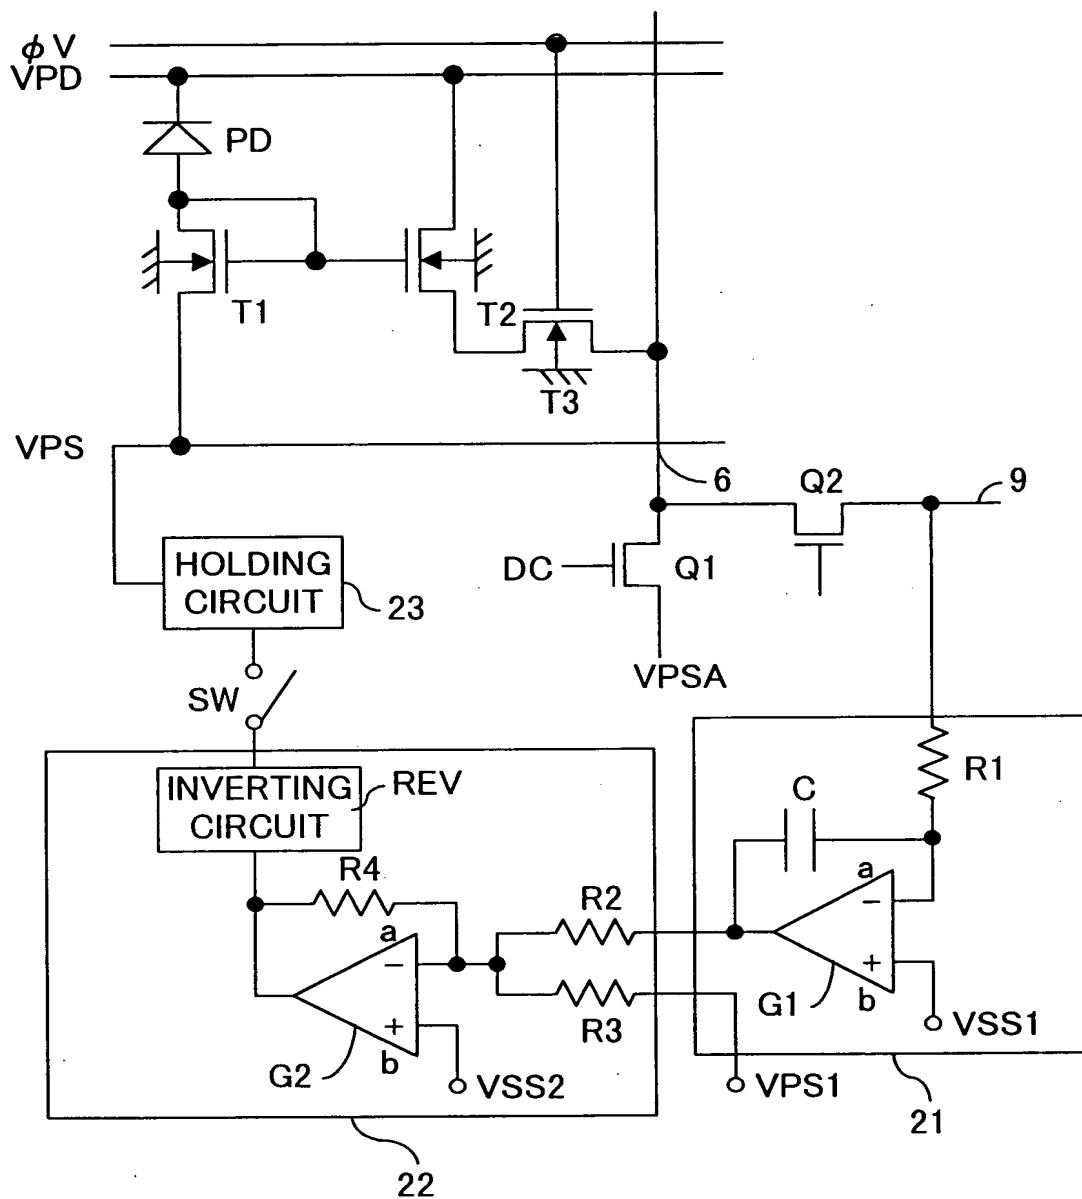 φV
VPD
PD
T1
T2
T3
VPS
6
Q2
9
HOLDING
CIRCUIT
23
DC
Q1
SW
VPSA
INVERTING
CIRCUIT
REV
R1
C
R4
R2
a
−
a
−
+
b
G1
R3
+
b
G2
VSS1
VSS2
VPS1
21
22